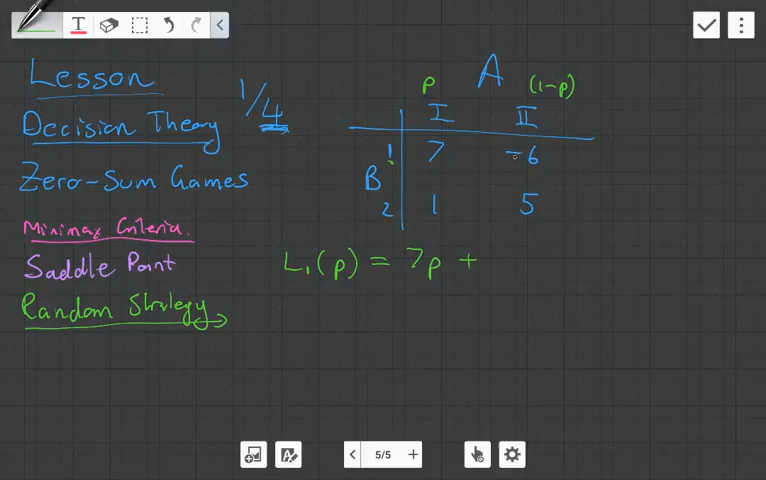 T
Lesson
Decision Theory
Zero-Sum Games
Minimax Criteria.
Saddle Point
Random Strategy
1/4
A
p (1-p)
I II
B
1 7 -6
2 1 5
L₁(p) = 7p +
A
5/5